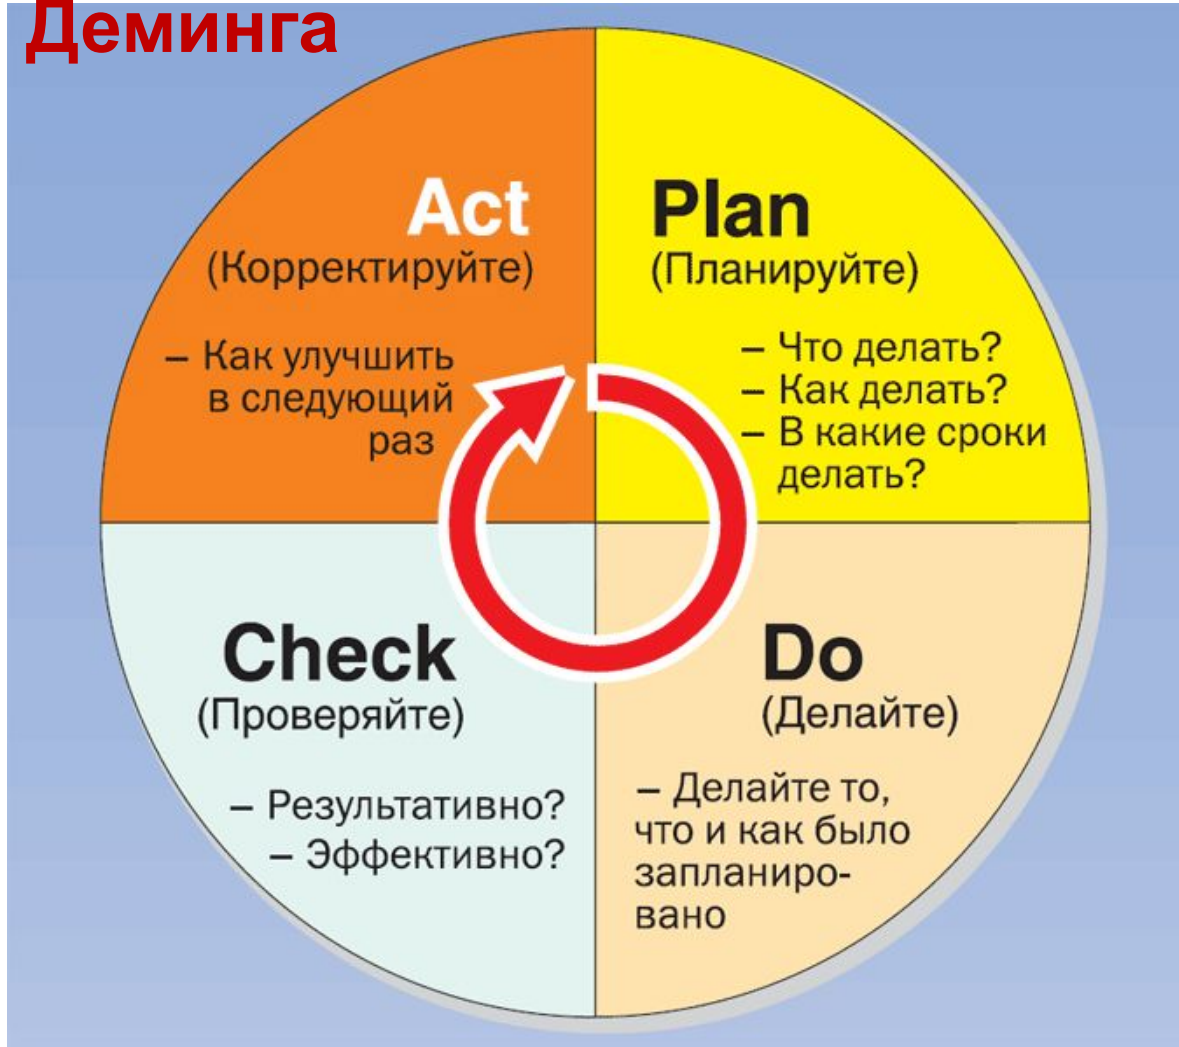 Деминга
Act
(Корректируйте)
– Как улучшить
в следующий
раз
Plan
(Планируйте)
– Что делать?
– Как делать?
– В какие сроки
делать?
Check
(Проверяйте)
– Результативно?
– Эффективно?
Do
(Делайте)
– Делайте то,
что и как было
запланиро-
вано